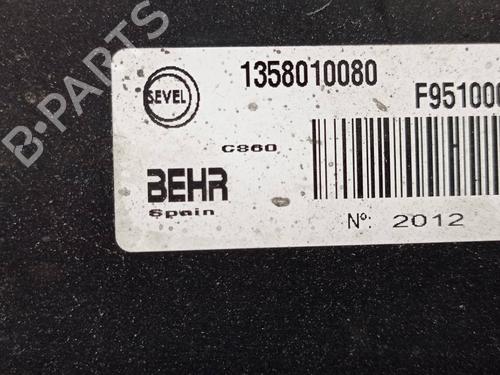 B-PARTS
1358010080
SEVEL
F951000
C860
BEHR
Spain
Nº: 2012